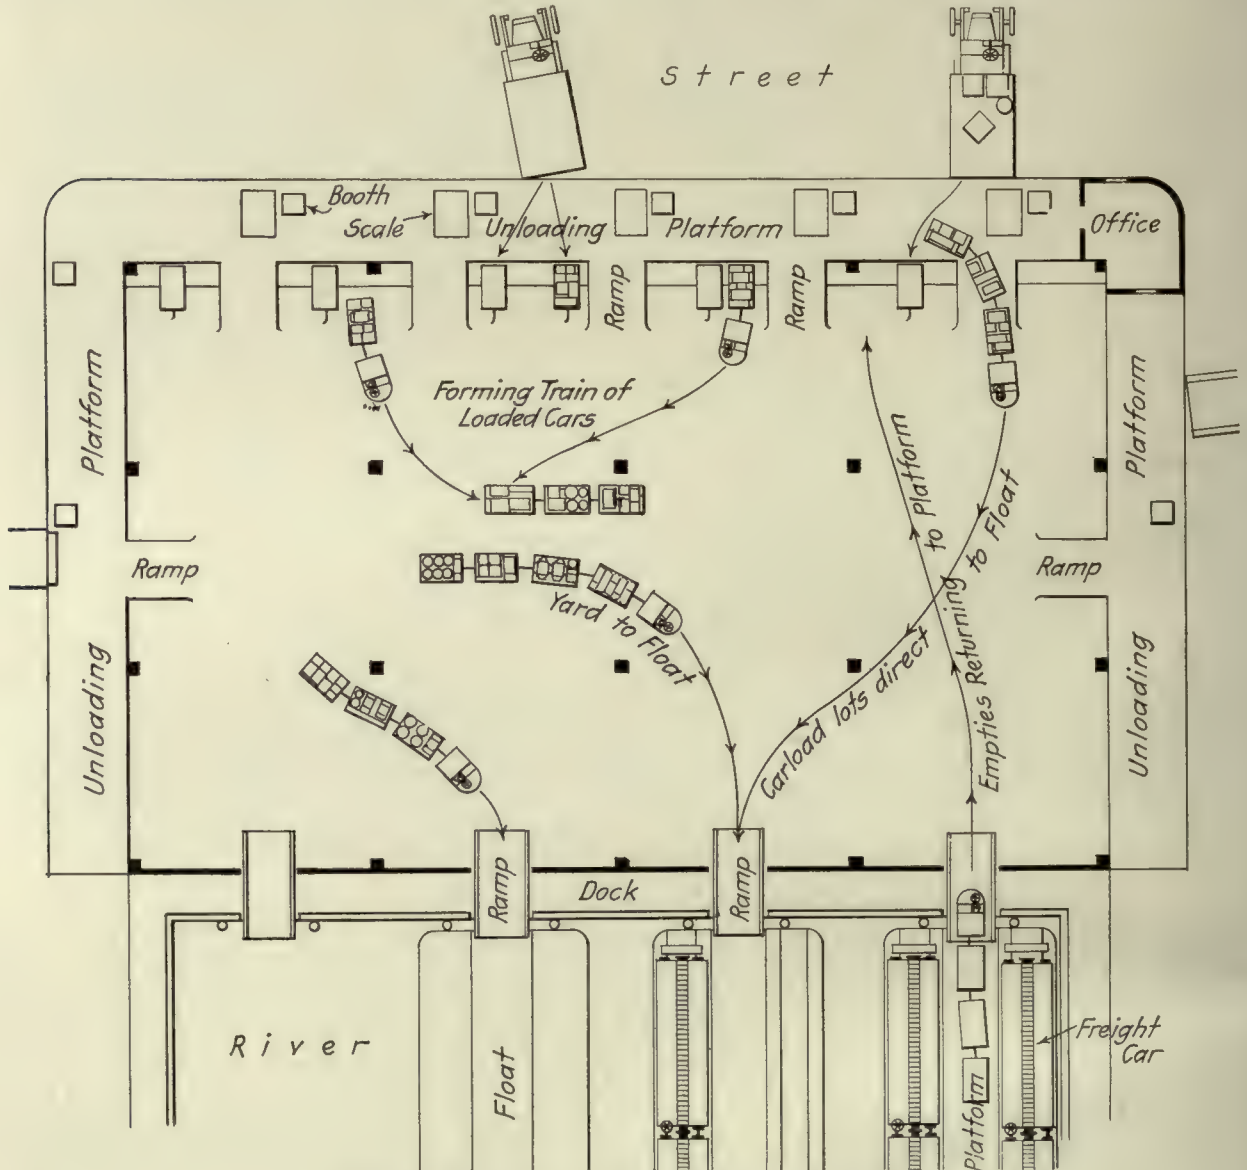 Street
Booth
Scale
Unloading Platform
Office
Ramp
Ramp
Forming Train of
Loaded Cars
Platform
Platform
to Platform
to Float
Ramp
Ramp
Yard to Float
Empties Returning
Carload lots direct
Unloading
Unloading
Ramp
Ramp
Dock
River
Float
Freight
Car
Platform